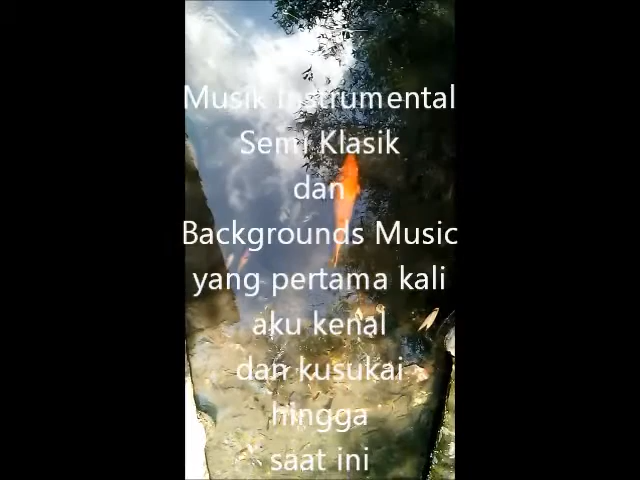 Musik Instrumental
Semi Klasik
dan
Backgrounds Music
yang pertama kali
aku kenal
dan kusukai
hingga
saat ini